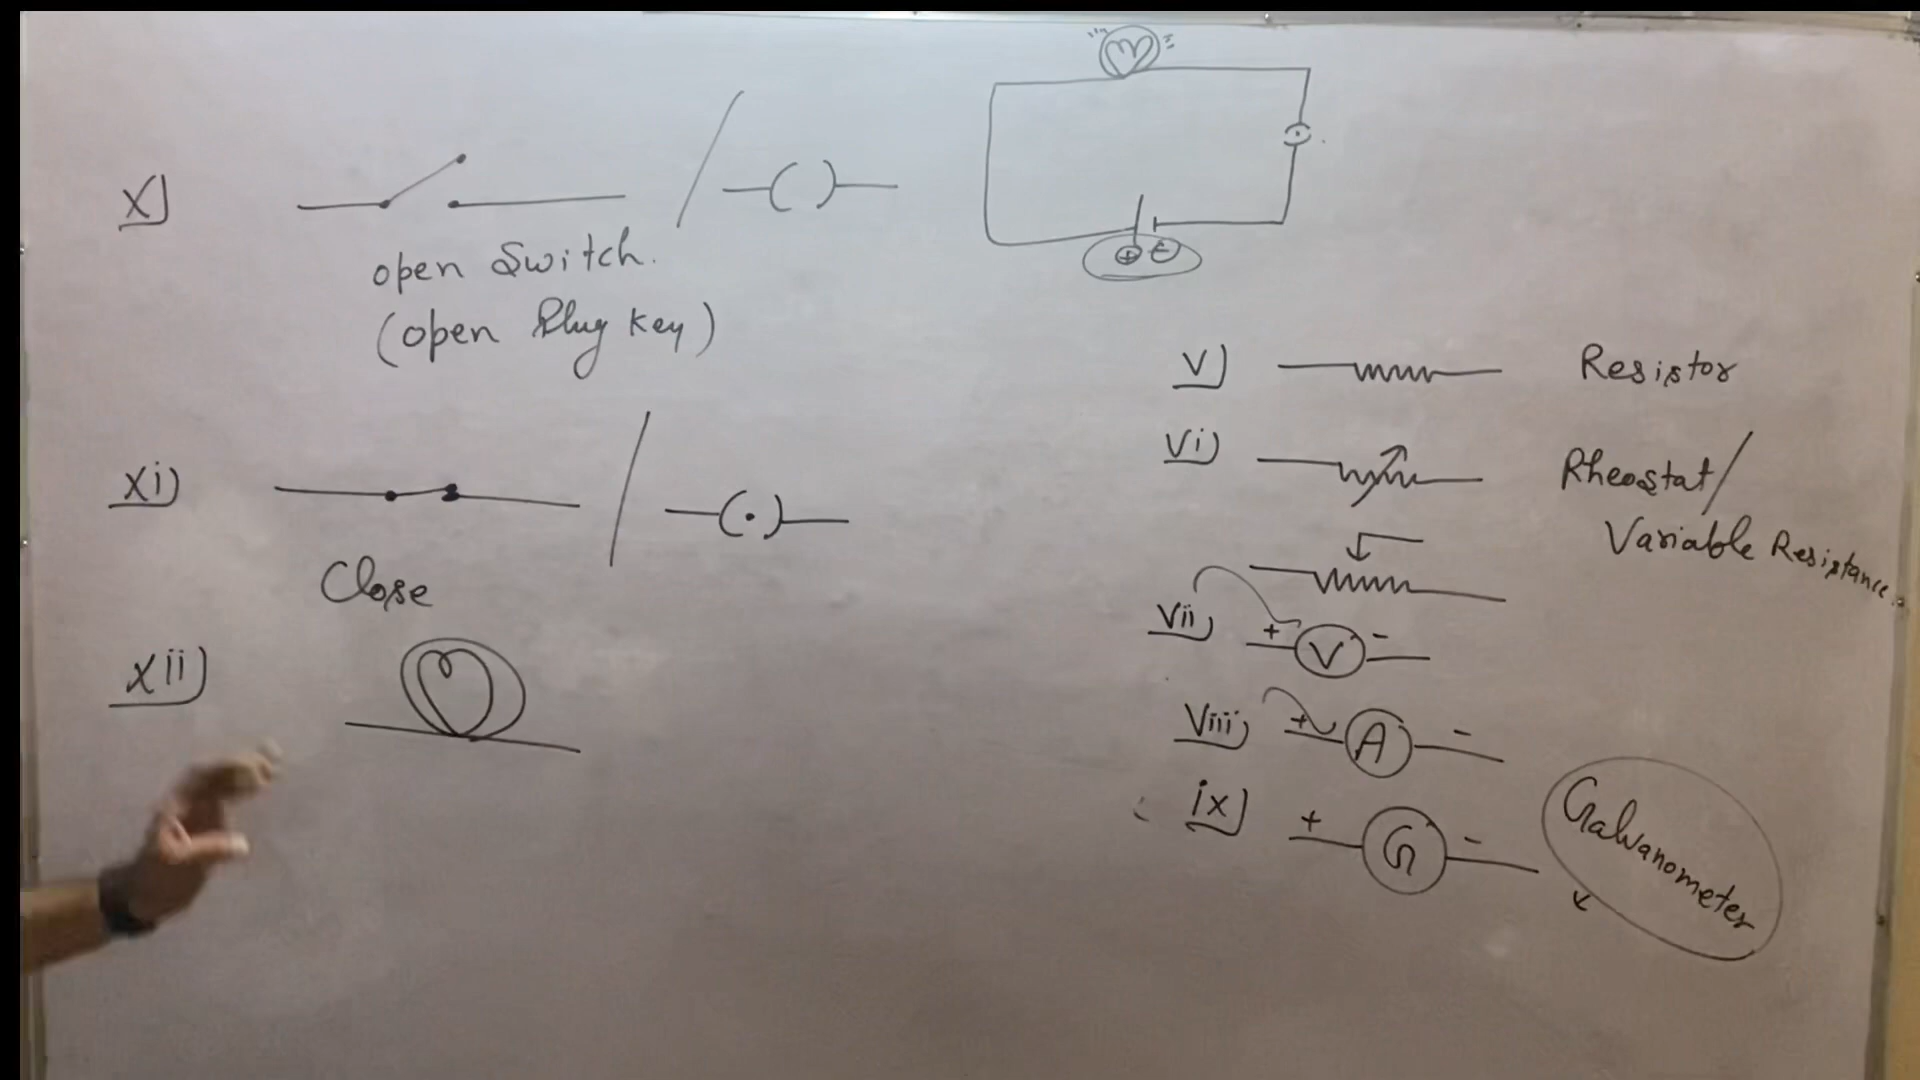 x)
open Switch.
(open Plug Key)
xi)
Close
xii)
+ -
v) Resistor
vi) Rheostat/
Variable Resistance.
vii) + V -
viii) + A -
ix) + G -
Galvanometer